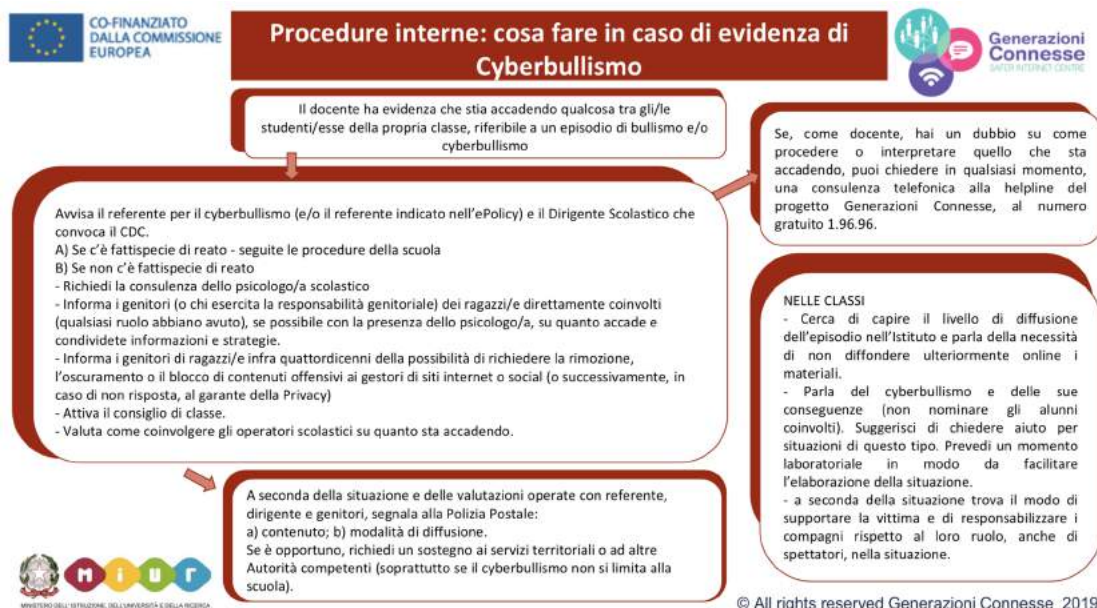 CO-FINANZIATO
DALLA COMMISSIONE
EUROPEA
Procedure interne: cosa fare in caso di evidenza di
Cyberbullismo
Generazioni
Connesse
SAFER INTERNET CENTRE
Il docente ha evidenza che stia accadendo qualcosa tra gli/le
studenti/esse della propria classe, riferibile a un episodio di bullismo e/o
cyberbullismo
Se, come docente, hai un dubbio su come
procedere o interpretare quello che sta
accadendo, puoi chiedere in qualsiasi momento,
una consulenza telefonica alla helpline del
progetto Generazioni Connesse, al numero
gratuito 1.96.96.
Avvisa il referente per il cyberbullismo (e/o il referente indicato nell'ePolicy) e il Dirigente Scolastico che
convoca il CDC.
A) Se c'è fattispecie di reato - seguite le procedure della scuola
B) Se non c'è fattispecie di reato
- Richiedi la consulenza dello psicologo/a scolastico
- Informa i genitori (o chi esercita la responsabilità genitoriale) dei ragazzi/e direttamente coinvolti
(qualsiasi ruolo abbiano avuto), se possibile con la presenza dello psicologo/a, su quanto accade e
condividete informazioni e strategie.
- Informa i genitori di ragazzi/e infra quattordicenni della possibilità di richiedere la rimozione,
l'oscuramento o il blocco di contenuti offensivi ai gestori di siti internet o social (o successivamente, in
caso di non risposta, al garante della Privacy)
- Attiva il consiglio di classe.
- Valuta come coinvolgere gli operatori scolastici su quanto sta accadendo.
NELLE CLASSI
- Cerca di capire il livello di diffusione
dell'episodio nell'Istituto e parla della necessità
di non diffondere ulteriormente online i
materiali.
- Parla del cyberbullismo e delle sue
conseguenze (non nominare gli alunni
coinvolti). Suggerisci di chiedere aiuto per
situazioni di questo tipo. Prevedi un momento
laboratoriale in modo da facilitare
l'elaborazione della situazione.
- a seconda della situazione trova il modo di
supportare la vittima e di responsabilizzare i
compagni rispetto al loro ruolo, anche di
spettatori, nella situazione.
A seconda della situazione e delle valutazioni operate con referente,
dirigente e genitori, segnala alla Polizia Postale:
a) contenuto; b) modalità di diffusione.
Se è opportuno, richiedi un sostegno ai servizi territoriali o ad altre
Autorità competenti (soprattutto se il cyberbullismo non si limita alla
scuola).
MIUR
MINISTERO DELL'ISTRUZIONE, DELL'UNIVERSITÀ E DELLA RICERCA
© All rights reserved Generazioni Connesse 2019